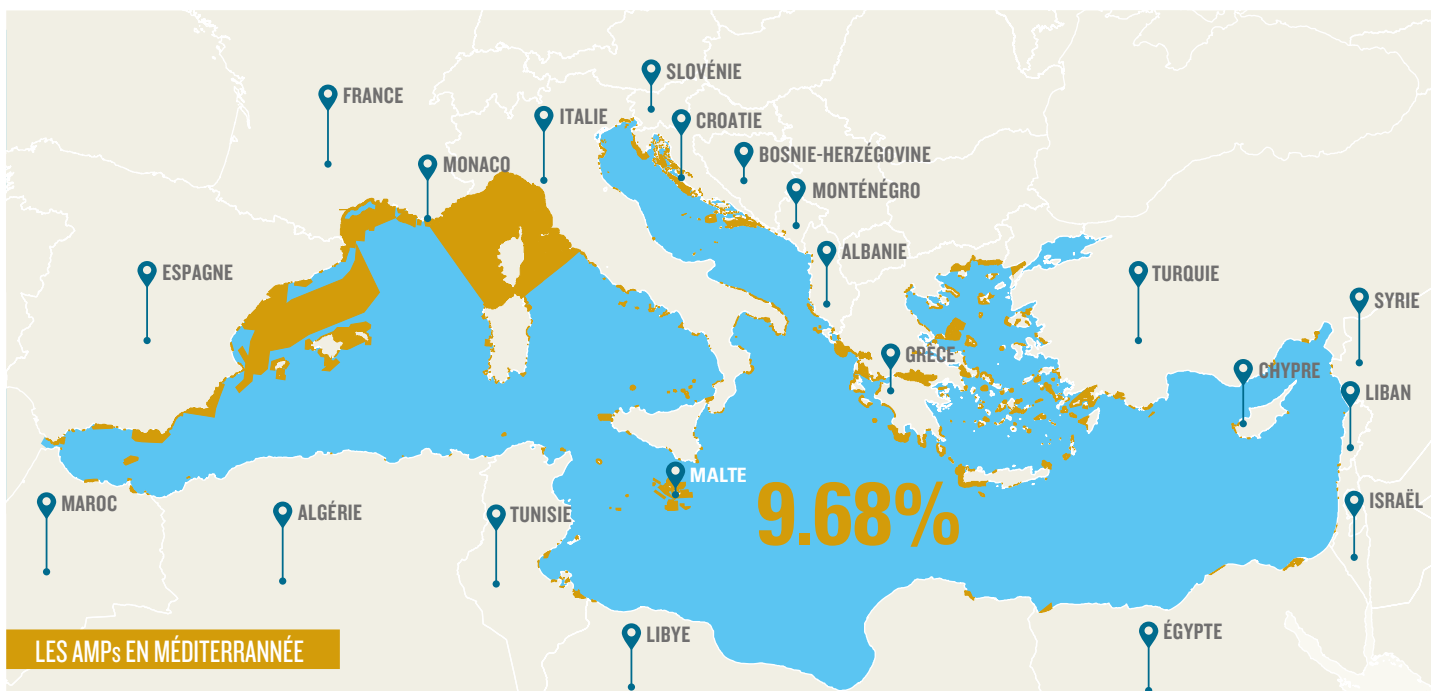 SLOVÉNIE
FRANCE
ITALIE
CROATIE
BOSNIE-HERZÉGOVINE
MONACO
MONTÉNÉGRO
ALBANIE
ESPAGNE
TURQUIE
SYRIE
GRÈCE
CHYPRE
LIBAN
MALTE
MAROC
ALGÉRIE
TUNISIE
9.68%
ISRAËL
LIBYE
ÉGYPTE
LES AMPs EN MÉDITERRANNÉE